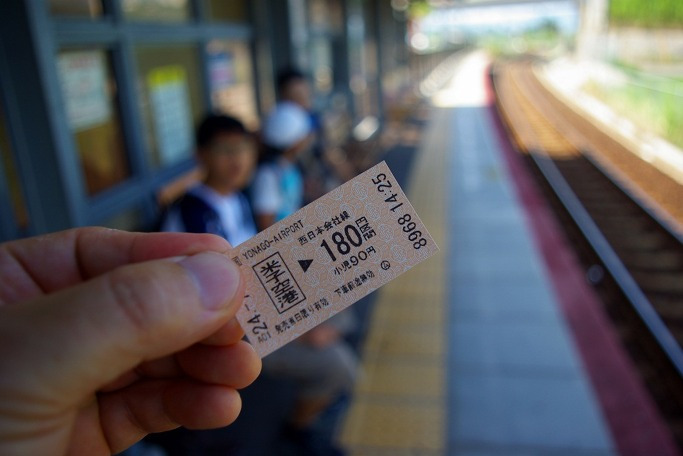 YONAGO-AIRPORT
西日本会社線
米子空港▶180円区間
小児90円
発売当日限り有効 下車前途無効
24.-7
8968 14:25